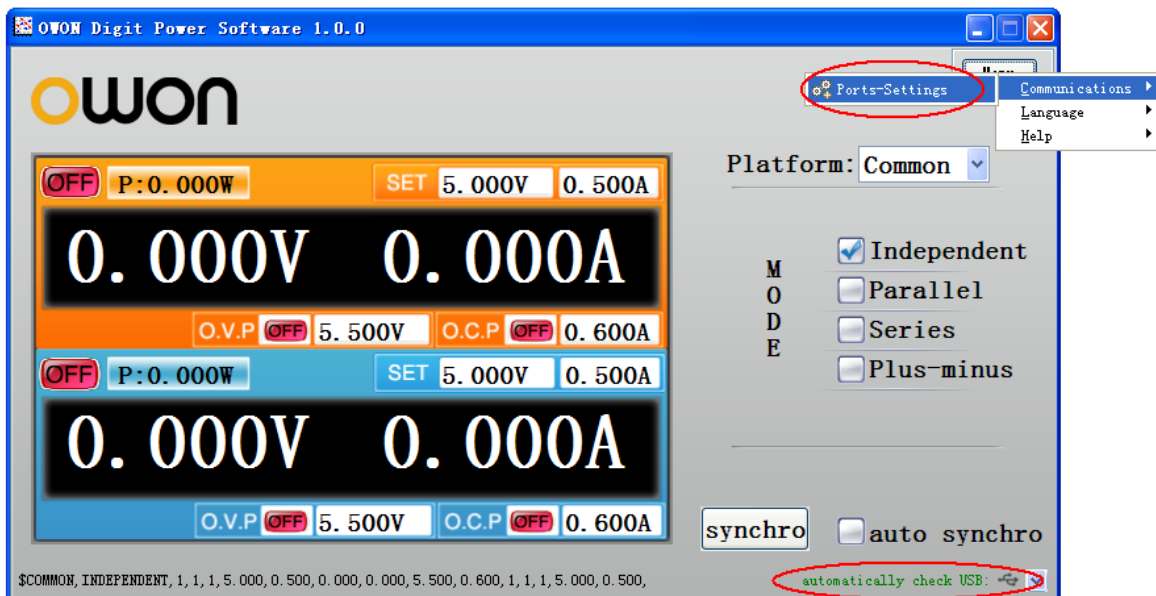 OWON Digit Power Software 1.0.0
owon
Ports-Settings
Communications
Language
Help
Platform: Common
OFF P:0.000W SET 5.000V 0.500A
0.000V 0.000A
O.V.P OFF 5.500V O.C.P OFF 0.600A
OFF P:0.000W SET 5.000V 0.500A
0.000V 0.000A
O.V.P OFF 5.500V O.C.P OFF 0.600A
MODE
Independent
Parallel
Series
Plus-minus
synchro
auto synchro
$COMMON, INDEPENDENT, 1, 1, 1, 5.000, 0.500, 0.000, 0.000, 5.500, 0.600, 1, 1, 1, 5.000, 0.500,
automatically check USB: